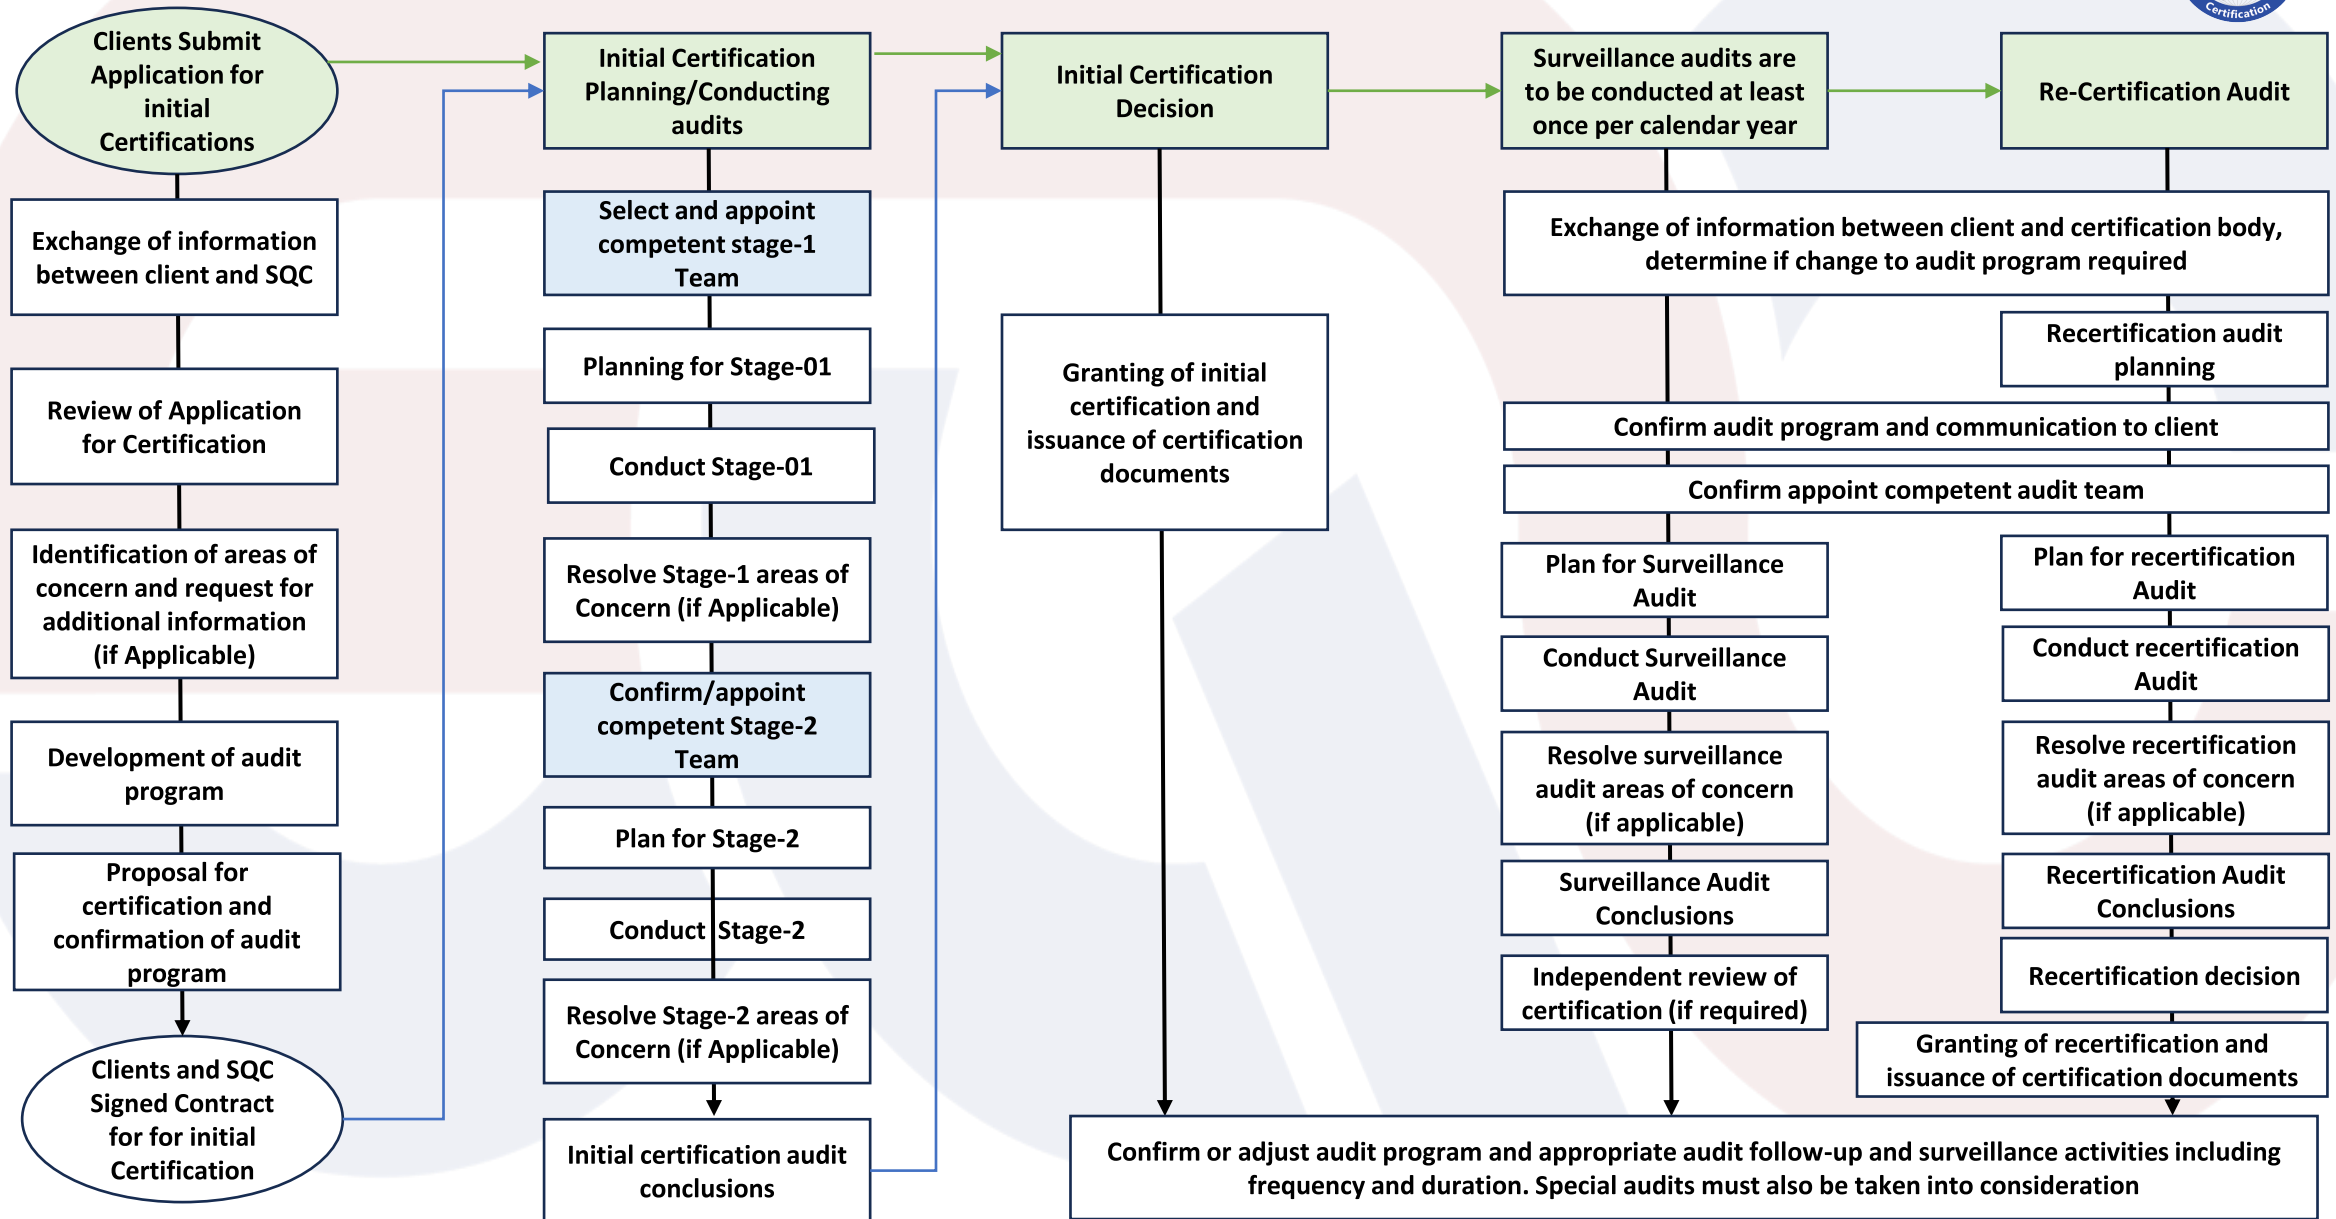 Certification
Clients Submit
Application for
initial
Certifications
Exchange of information
between client and SQC
Review of Application
for Certification
Identification of areas of
concern and request for
additional information
(if Applicable)
Development of audit
program
Proposal for
certification and
confirmation of audit
program
Clients and SQC
Signed Contract
for for initial
Certification
Initial Certification
Planning/Conducting
audits
Select and appoint
competent stage-1
Team
Planning for Stage-01
Conduct Stage-01
Resolve Stage-1 areas of
Concern (if Applicable)
Confirm/appoint
competent Stage-2
Team
Plan for Stage-2
Conduct Stage-2
Resolve Stage-2 areas of
Concern (if Applicable)
Initial certification audit
conclusions
Initial Certification
Decision
Granting of initial
certification and
issuance of certification
documents
Surveillance audits are
to be conducted at least
once per calendar year
Re-Certification Audit
Exchange of information between client and certification body,
determine if change to audit program required
Recertification audit
planning
Confirm audit program and communication to client
Confirm appoint competent audit team
Plan for Surveillance
Audit
Conduct Surveillance
Audit
Resolve surveillance
audit areas of concern
(if applicable)
Surveillance Audit
Conclusions
Independent review of
certification (if required)
Plan for recertification
Audit
Conduct recertification
Audit
Resolve recertification
audit areas of concern
(if applicable)
Recertification Audit
Conclusions
Recertification decision
Granting of recertification and
issuance of certification documents
Confirm or adjust audit program and appropriate audit follow-up and surveillance activities including
frequency and duration. Special audits must also be taken into consideration